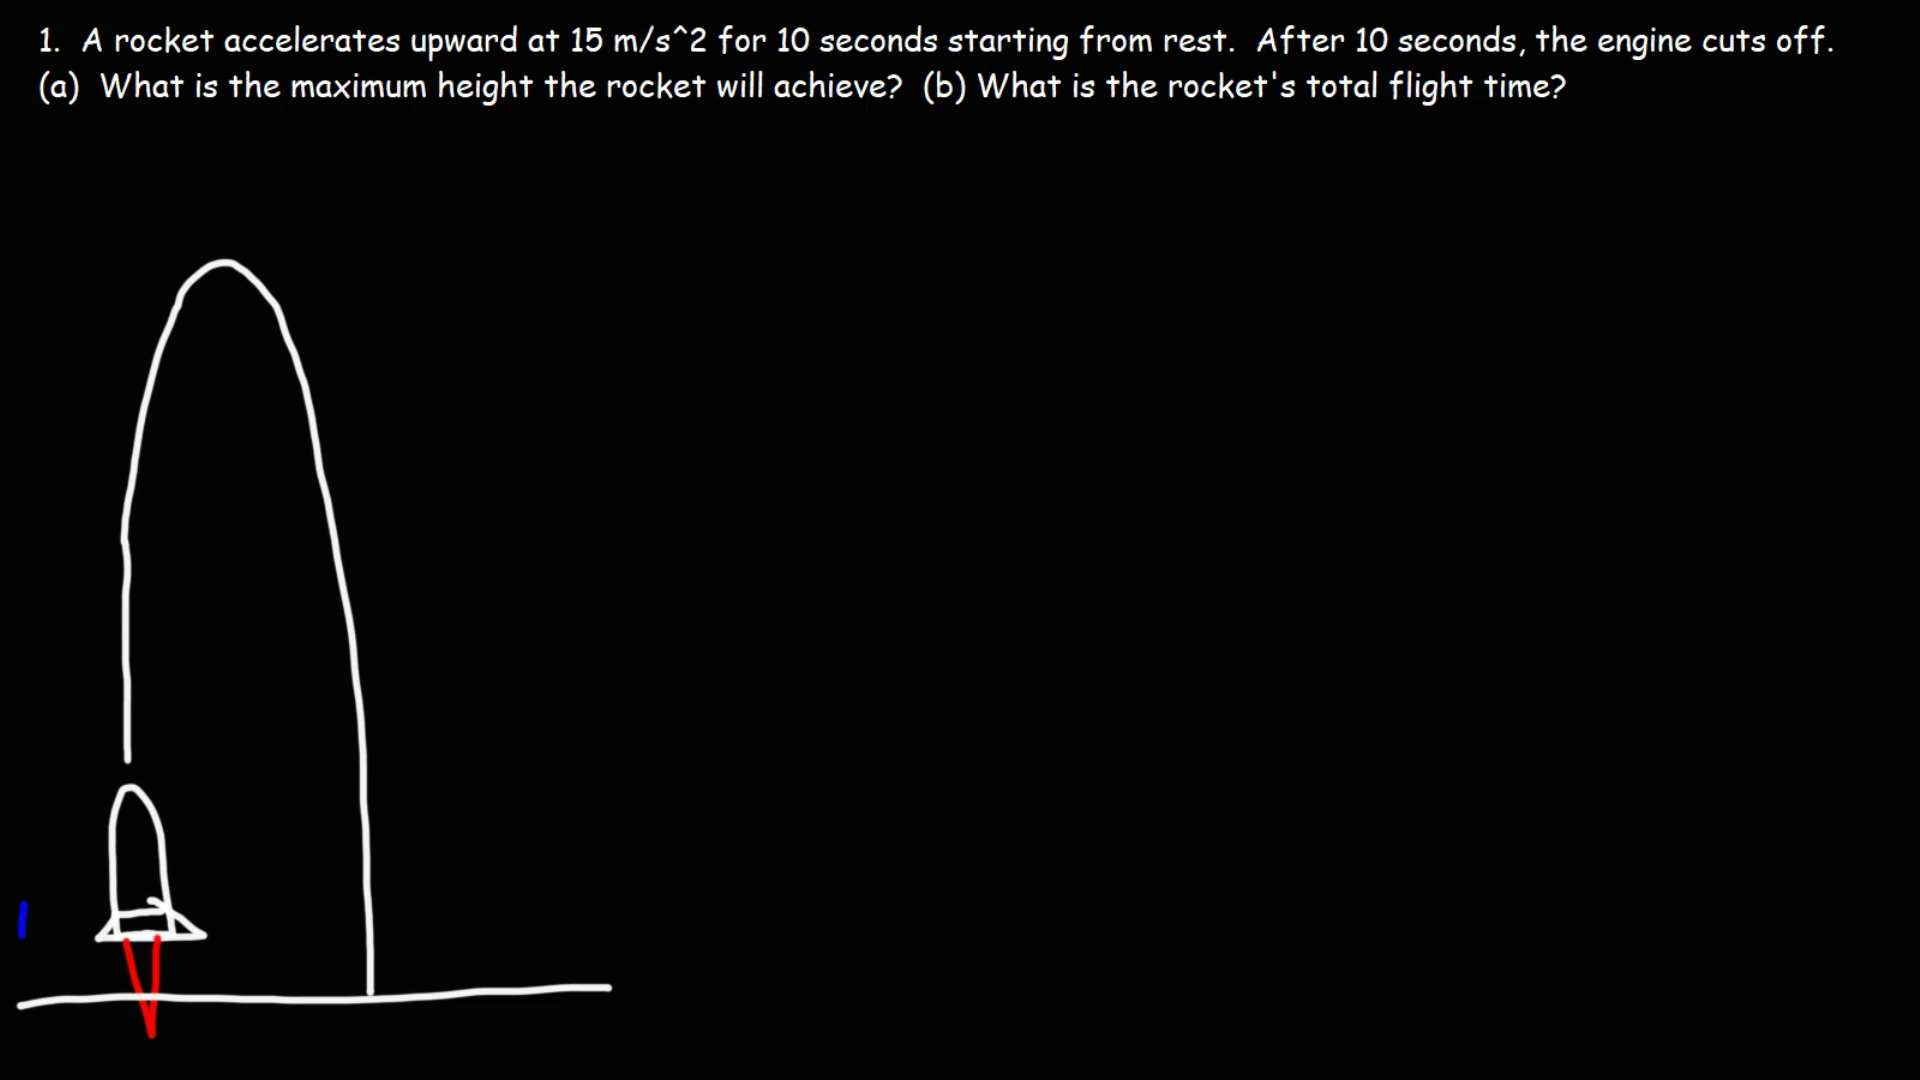 1. A rocket accelerates upward at 15 m/s^2 for 10 seconds starting from rest. After 10 seconds, the engine cuts off.
(a) What is the maximum height the rocket will achieve? (b) What is the rocket's total flight time?